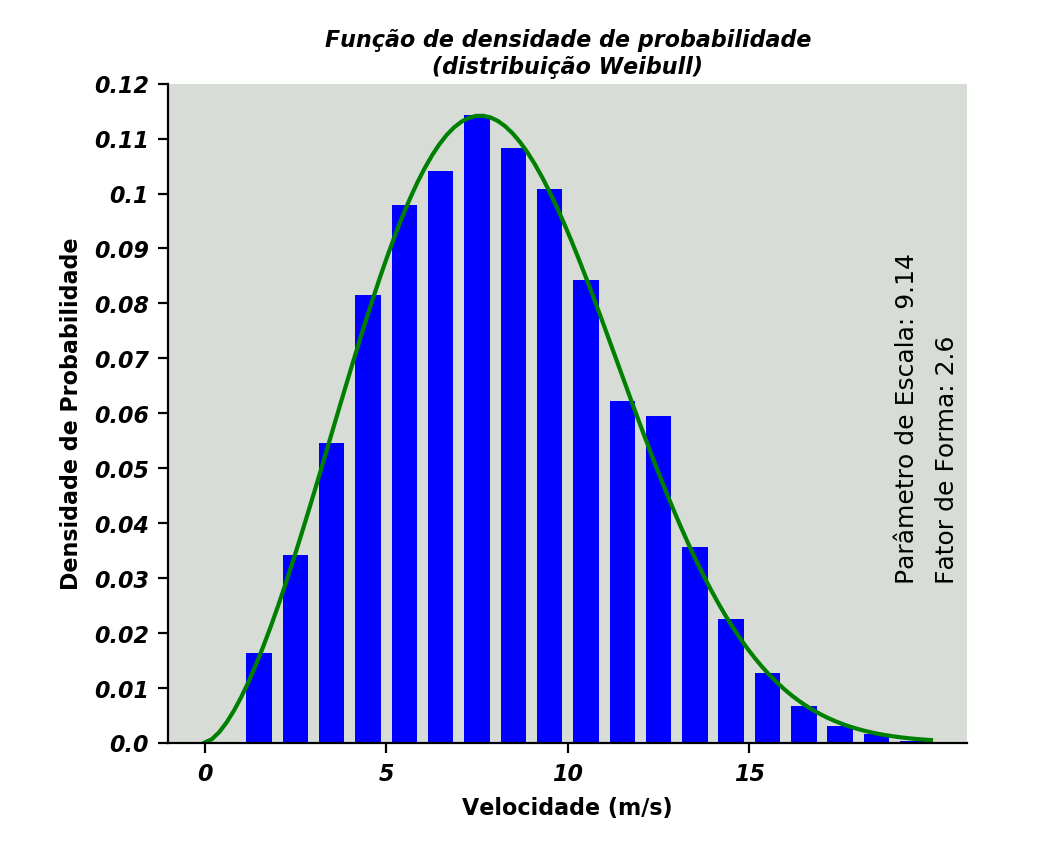 Função de densidade de probabilidade
(distribuição Weibull)
0.12
0.11
0.1
0.09
0.08
0.07
0.06
0.05
0.04
0.03
0.02
0.01
0.0
Densidade de Probabilidade
Parâmetro de Escala: 9.14
Fator de Forma: 2.6
0 5 10 15
Velocidade (m/s)